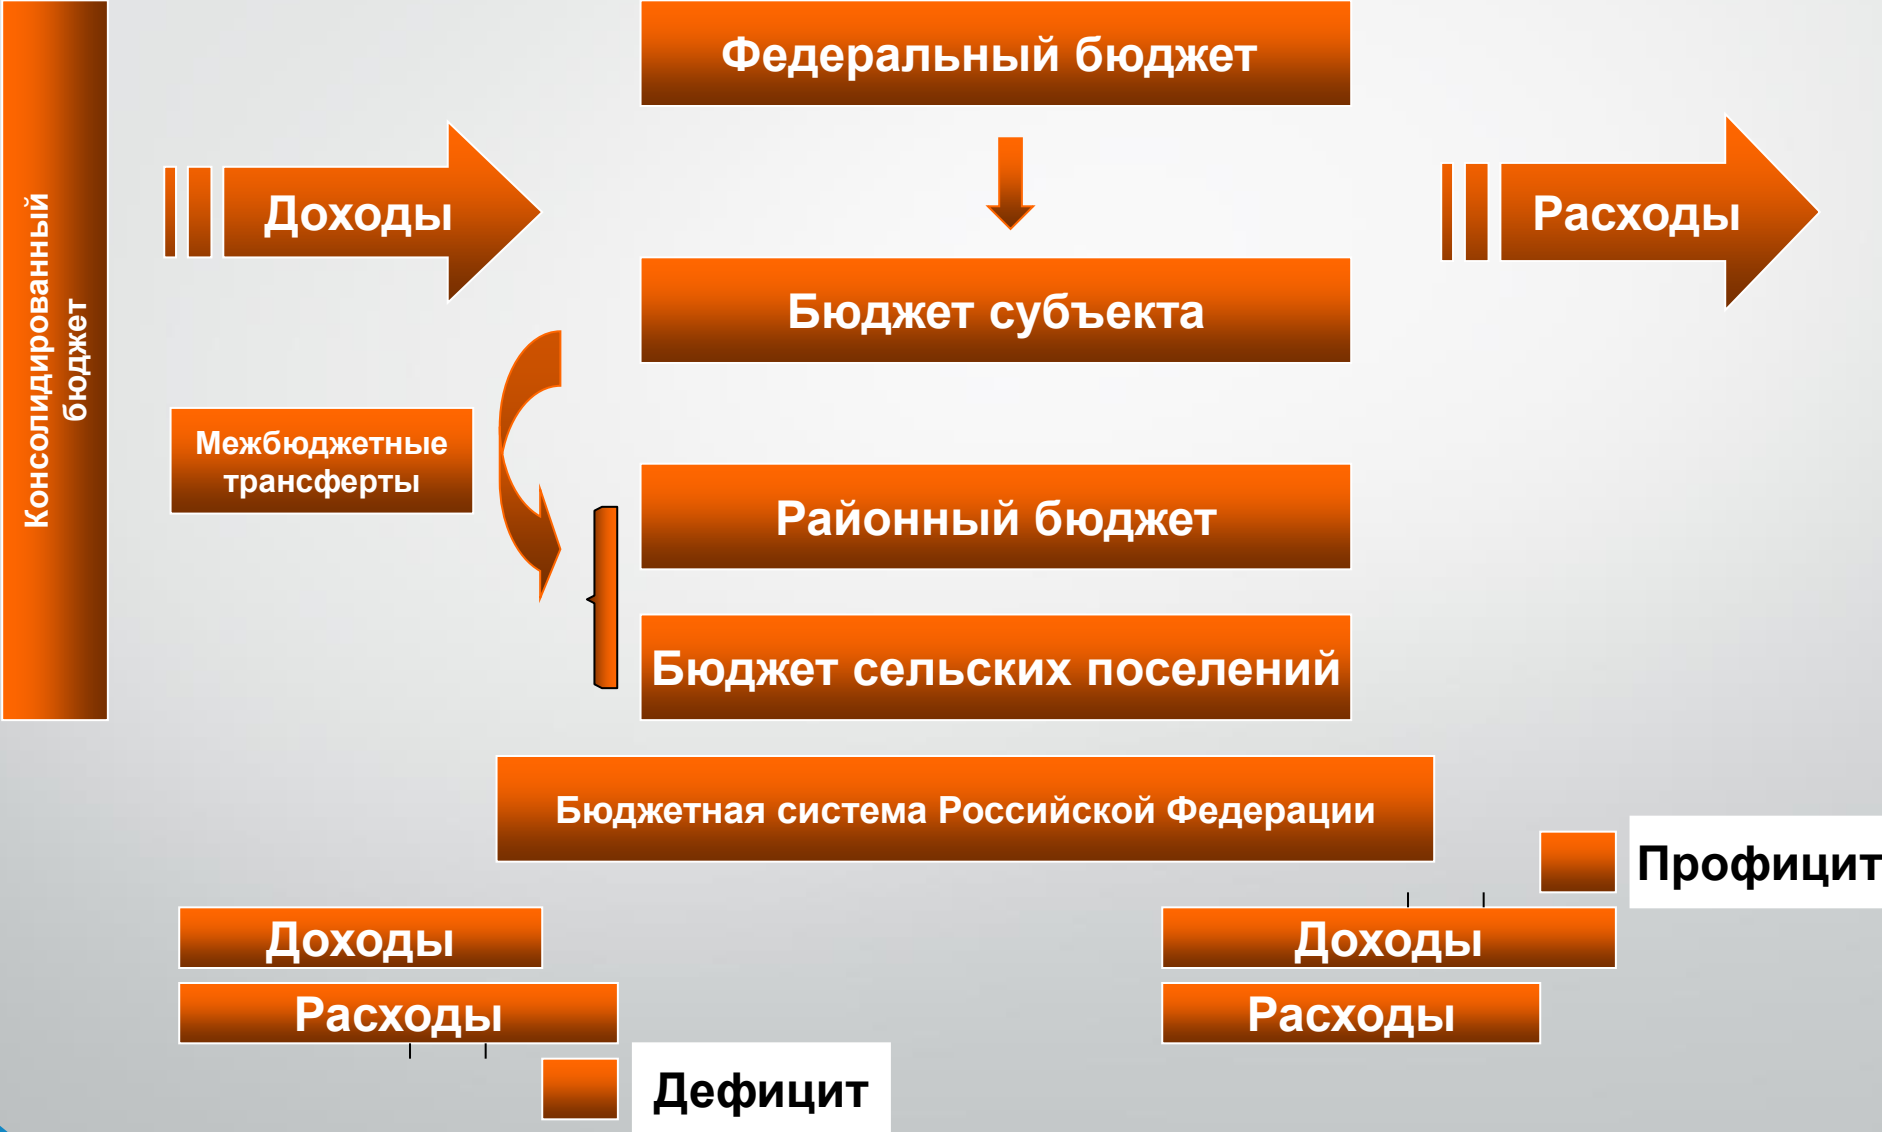 Консолидированный
бюджет
Федеральный бюджет
Доходы
Расходы
Бюджет субъекта
Межбюджетные
трансферты
Районный бюджет
Бюджет сельских поселений
Бюджетная система Российской Федерации
Профицит
Доходы
Расходы
Дефицит
Доходы
Расходы